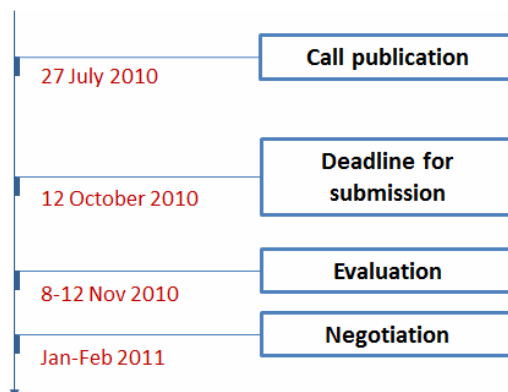 Call publication
27 July 2010
Deadline for
submission
12 October 2010
Evaluation
8-12 Nov 2010
Negotiation
Jan-Feb 2011